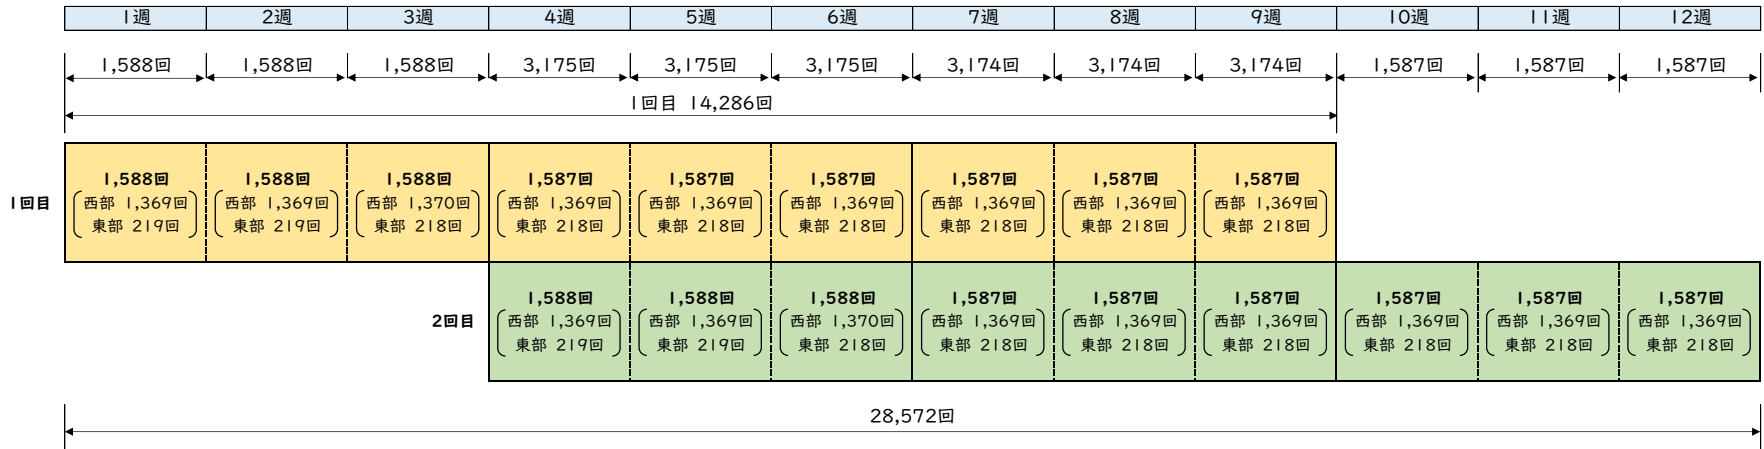 1週 2週 3週 4週 5週 6週 7週 8週 9週 10週 11週 12週
1,588回 1,588回 1,588回 3,175回 3,175回 3,175回 3,174回 3,174回 3,174回 1,587回 1,587回 1,587回
1回目 14,286回
1,588回 1,588回 1,588回 1,587回 1,587回 1,587回 1,587回 1,587回 1,587回
1回目 西部 1,369回 西部 1,369回 西部 1,370回 西部 1,369回 西部 1,369回 西部 1,369回 西部 1,369回 西部 1,369回 西部 1,369回
東部 219回 東部 219回 東部 218回 東部 218回 東部 218回 東部 218回 東部 218回 東部 218回 東部 218回
1,588回 1,588回 1,588回 1,587回 1,587回 1,587回 1,587回 1,587回 1,587回
2回目 西部 1,369回 西部 1,369回 西部 1,370回 西部 1,369回 西部 1,369回 西部 1,369回 西部 1,369回 西部 1,369回 西部 1,369回
東部 219回 東部 219回 東部 218回 東部 218回 東部 218回 東部 218回 東部 218回 東部 218回 東部 218回
28,572回